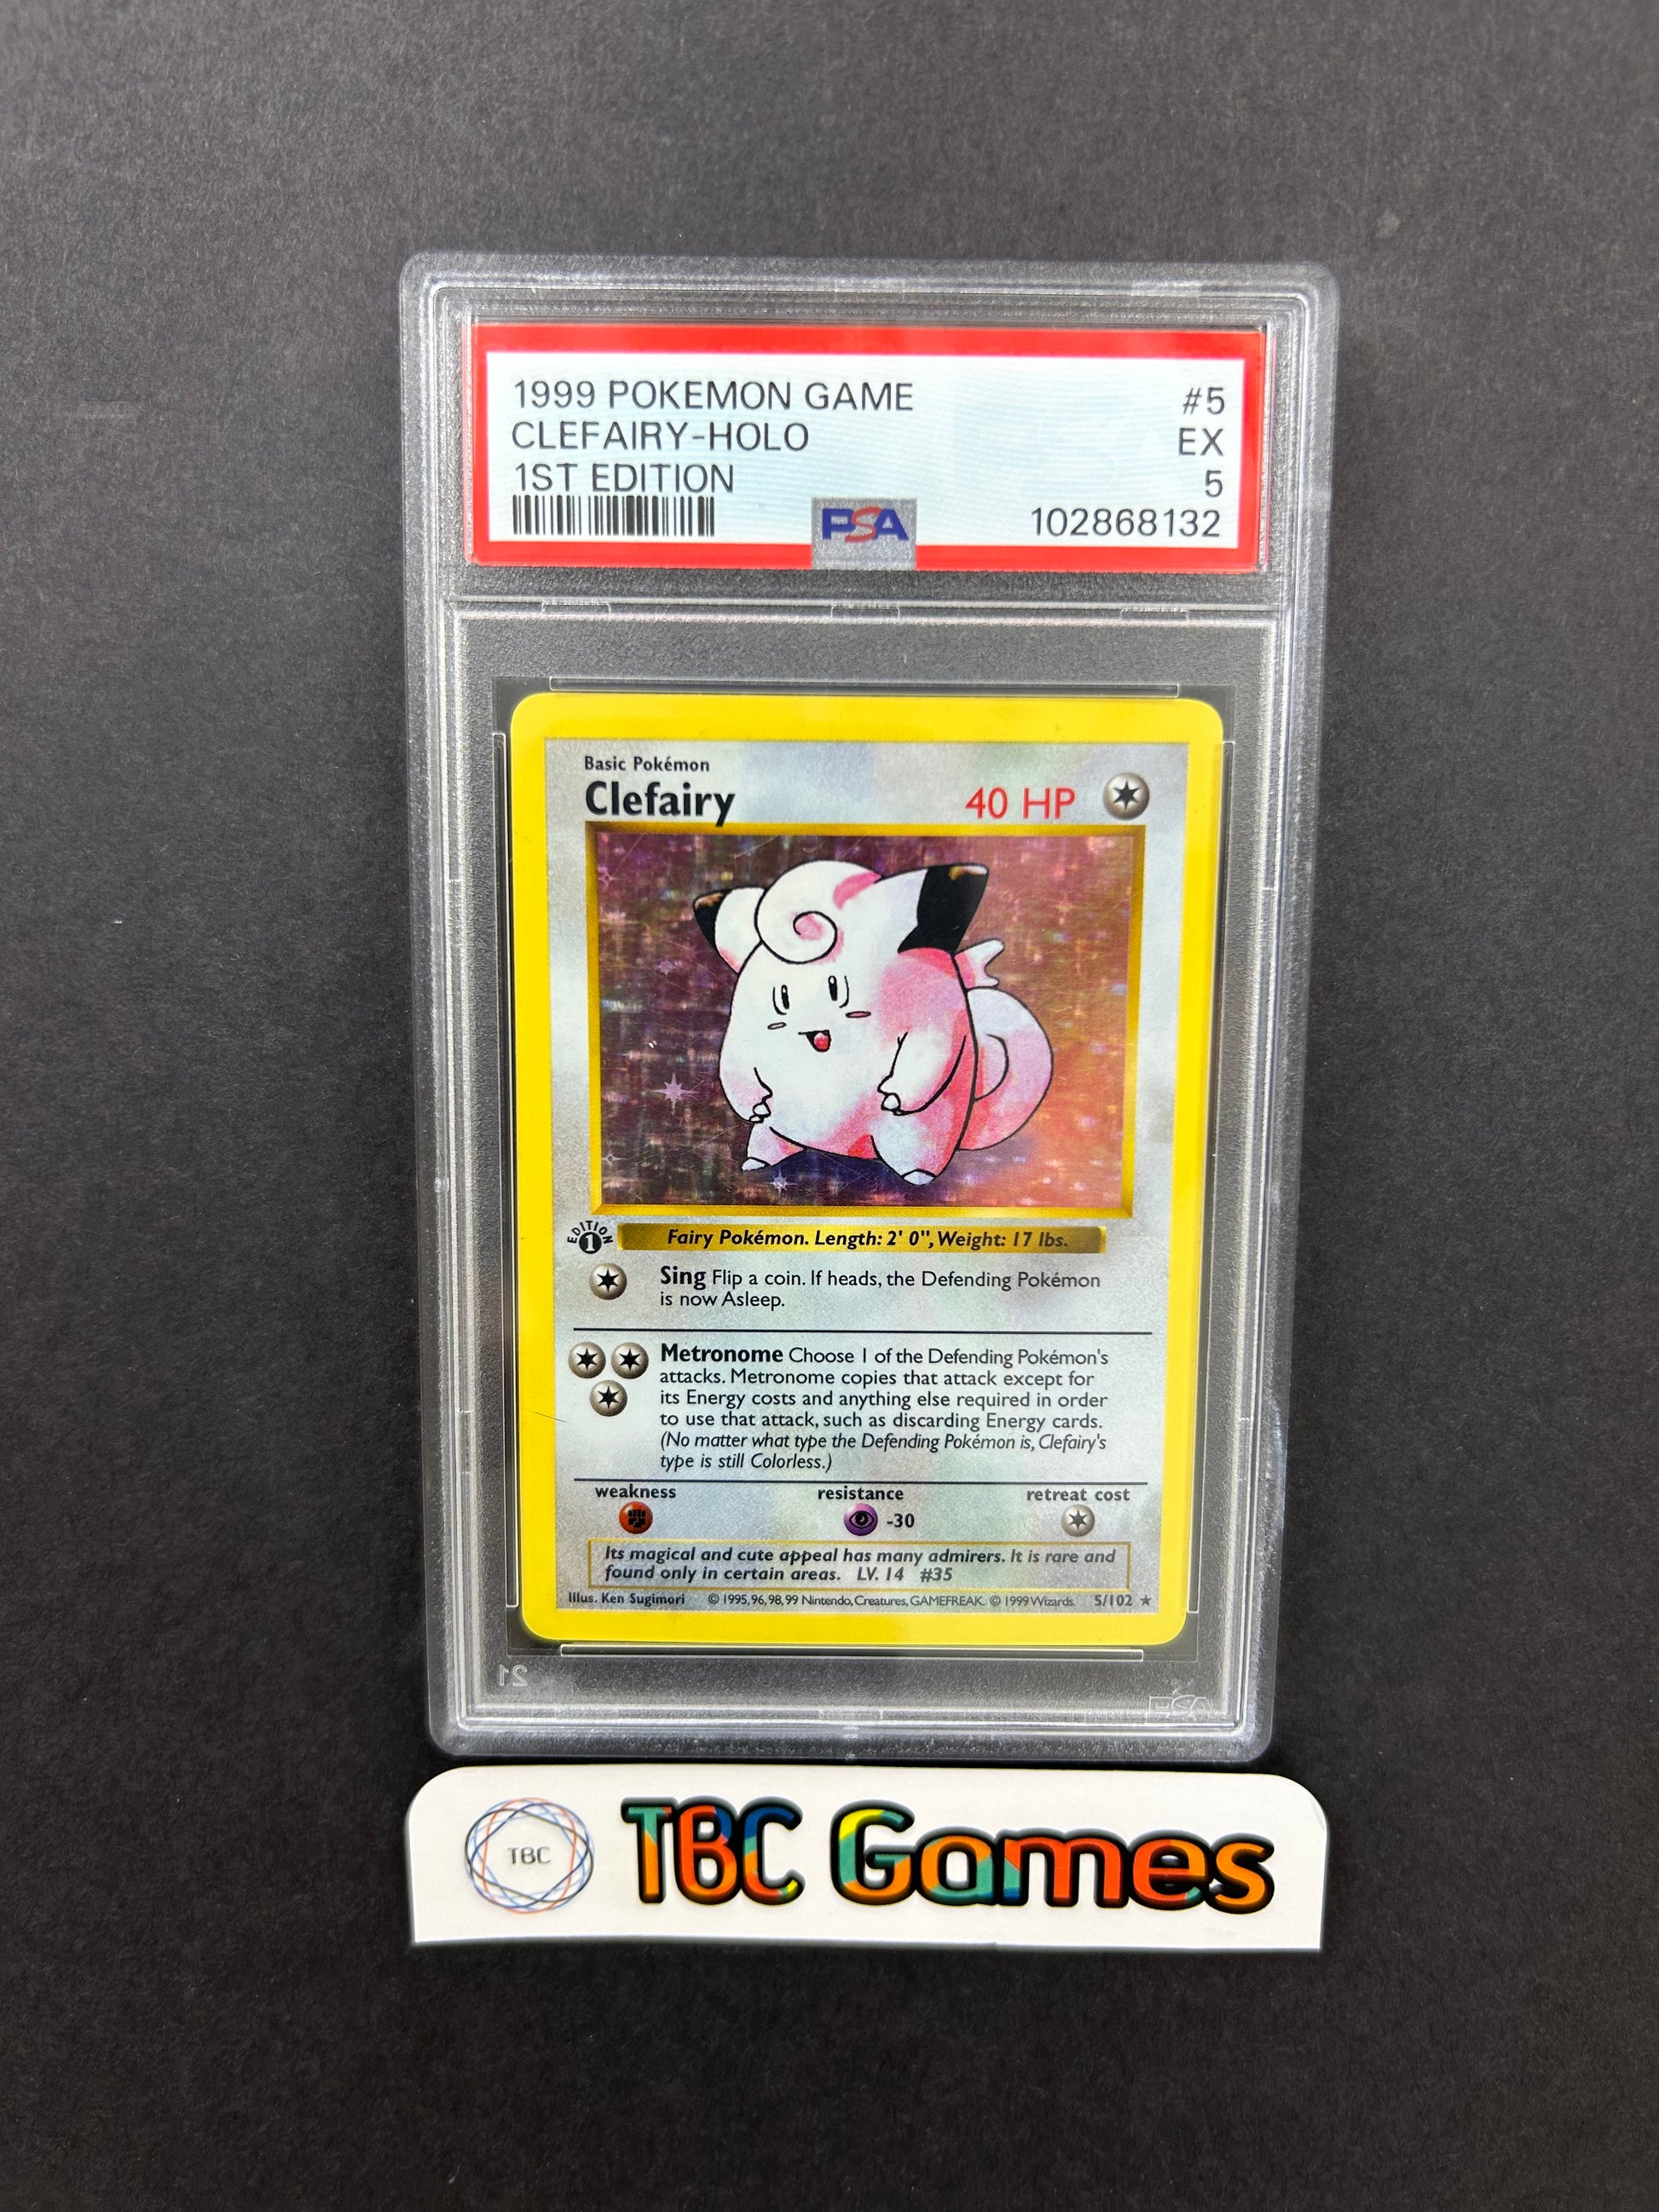 1999 POKEMON GAME #5
CLEFAIRY-HOLO EX
1ST EDITION 5
PSA 102868132
Basic Pokémon
Clefairy 40 HP
EDITION 1
Fairy Pokémon. Length: 2' 0", Weight: 17 lbs.
Sing Flip a coin. If heads, the Defending Pokémon
is now Asleep.
Metronome Choose 1 of the Defending Pokémon's
attacks. Metronome copies that attack except for
its Energy costs and anything else required in order
to use that attack, such as discarding Energy cards.
(No matter what type the Defending Pokémon is, Clefairy's
type is still Colorless.)
weakness resistance retreat cost
-30
Its magical and cute appeal has many admirers. It is rare and
found only in certain areas. LV. 14 #35
Illus. Ken Sugimori © 1995, 96, 98, 99 Nintendo, Creatures, GAMEFREAK. © 1999 Wizards. 5/102 ★
21 PSA
TBC TBC Games